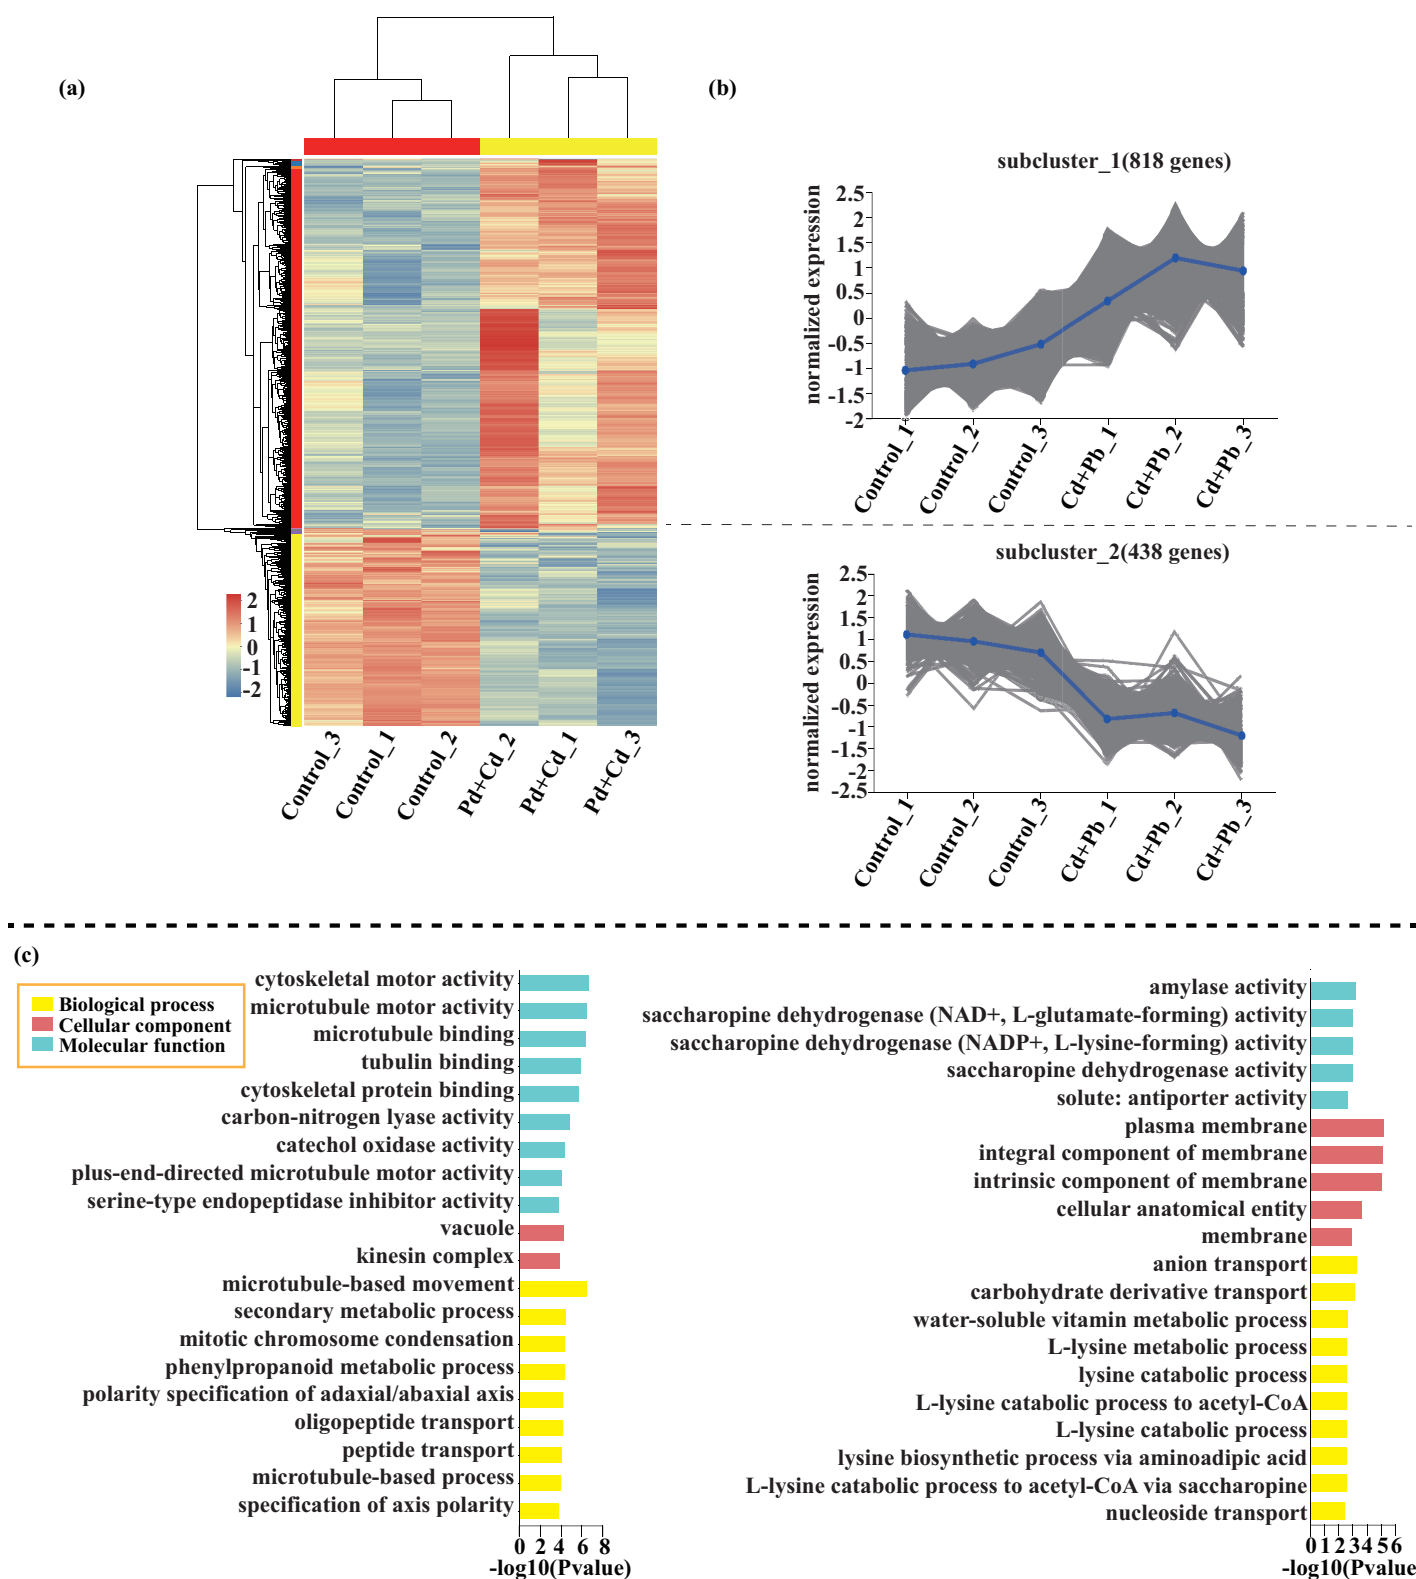 (a)
2
1
0
-1
-2
Control_3
Control_1
Control_2
Pd+Cd_2
Pd+Cd_1
Pd+Cd_3
(b)
subcluster_1(818 genes)
normalized expression
2.5
2
1.5
1
0.5
0
-0.5
-1
-1.5
-2
Control_1
Control_2
Control_3
Cd+Pb_1
Cd+Pb_2
Cd+Pb_3
subcluster_2(438 genes)
normalized expression
2.5
2
1.5
1
0.5
0
-0.5
-1
-1.5
-2
-2.5
Control_1
Control_2
Control_3
Cd+Pb_1
Cd+Pb_2
Cd+Pb_3
(c)
Biological process
Cellular component
Molecular function
cytoskeletal motor activity
microtubule motor activity
microtubule binding
tubulin binding
cytoskeletal protein binding
carbon-nitrogen lyase activity
catechol oxidase activity
plus-end-directed microtubule motor activity
serine-type endopeptidase inhibitor activity
vacuole
kinesin complex
microtubule-based movement
secondary metabolic process
mitotic chromosome condensation
phenylpropanoid metabolic process
polarity specification of adaxial/abaxial axis
oligopeptide transport
peptide transport
microtubule-based process
specification of axis polarity
0 2 4 6 8
-log10(Pvalue)
amylase activity
saccharopine dehydrogenase (NAD+, L-glutamate-forming) activity
saccharopine dehydrogenase (NADP+, L-lysine-forming) activity
saccharopine dehydrogenase activity
solute: antiporter activity
plasma membrane
integral component of membrane
intrinsic component of membrane
cellular anatomical entity
membrane
anion transport
carbohydrate derivative transport
water-soluble vitamin metabolic process
L-lysine metabolic process
lysine catabolic process
L-lysine catabolic process to acetyl-CoA
L-lysine catabolic process
lysine biosynthetic process via aminoadipic acid
L-lysine catabolic process to acetyl-CoA via saccharopine
nucleoside transport
0 1 2 3 4 5 6
-log10(Pvalue